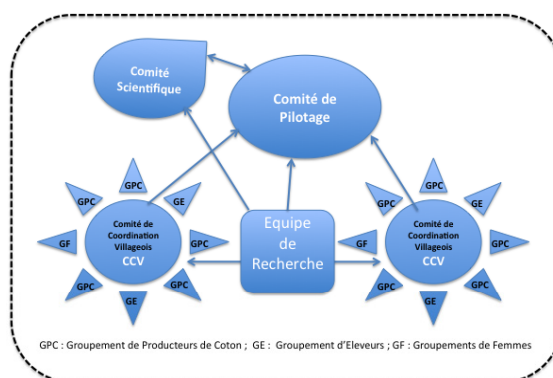 Comité
Scientifique
Comité de
Pilotage
GPC
GPC
GE
GF
Comité de
Coordination
Villageois
CCV
GPC
GPC
GE
GPC
Equipe
de
Recherche
GPC
GPC
GE
GF
Comité de
Coordination
Villageois
CCV
GPC
GPC
GE
GPC
GPC : Groupement de Producteurs de Coton ; GE : Groupement d'Eleveurs ; GF : Groupements de Femmes